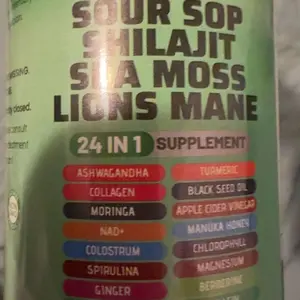 SOUR SOP
SHILAJIT
SEA MOSS
LIONS MANE
24 IN 1 SUPPLEMENT
ASHWAGANDHA TURMERIC
COLLAGEN BLACK SEED OIL
MORINGA APPLE CIDER VINEGAR
NAD+ MANUKA HONEY
COLOSTRUM CHLOROPHYLL
SPIRULINA MAGNESIUM
GINGER BERBERINE